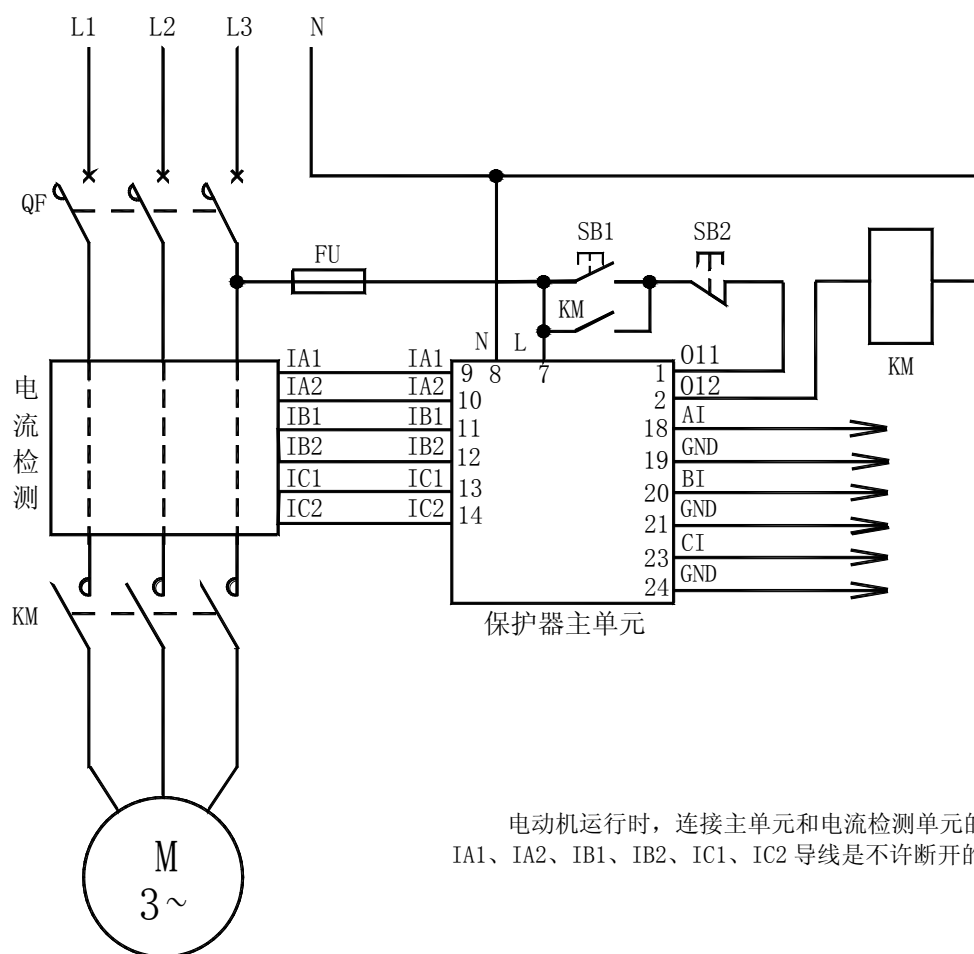 L1 L2 L3 N
QF
FU
SB1
SB2
KM
KM
N L
电流检测
IA1 IA1
IA2 IA2
IB1 IB1
IB2 IB2
IC1 IC1
IC2 IC2
9 8 7 1 O11
10 2 O12
11 18 AI
12 19 GND
13 20 BI
14 21 GND
23 CI
24 GND
保护器主单元
KM
M
3~
电动机运行时，连接主单元和电流检测单元的
IA1、IA2、IB1、IB2、IC1、IC2 导线是不许断开的